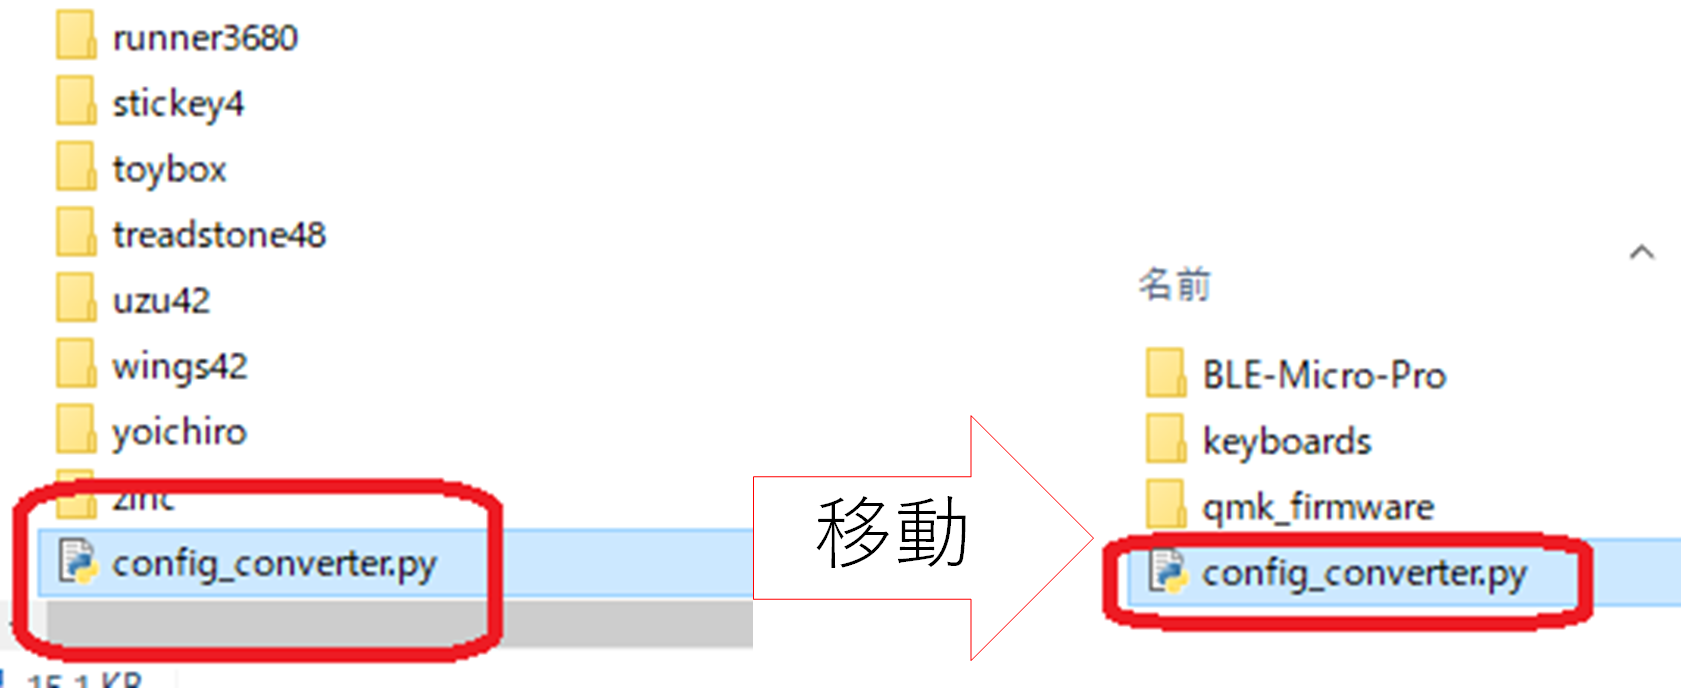 runner3680
stickey4
toybox
treadstone48
uzu42
wings42
yoichiro
zinc
config_converter.py
15.1 KB
移動
名前
BLE-Micro-Pro
keyboards
qmk_firmware
config_converter.py